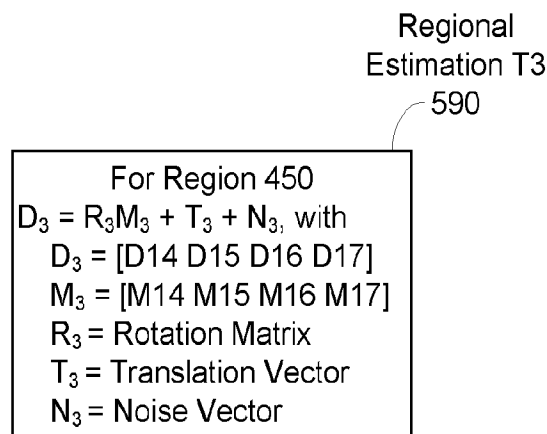 Regional
Estimation T3
590
For Region 450
D₃ = R₃M₃ + T₃ + N₃, with
D₃ = [D14 D15 D16 D17]
M₃ = [M14 M15 M16 M17]
R₃ = Rotation Matrix
T₃ = Translation Vector
N₃ = Noise Vector